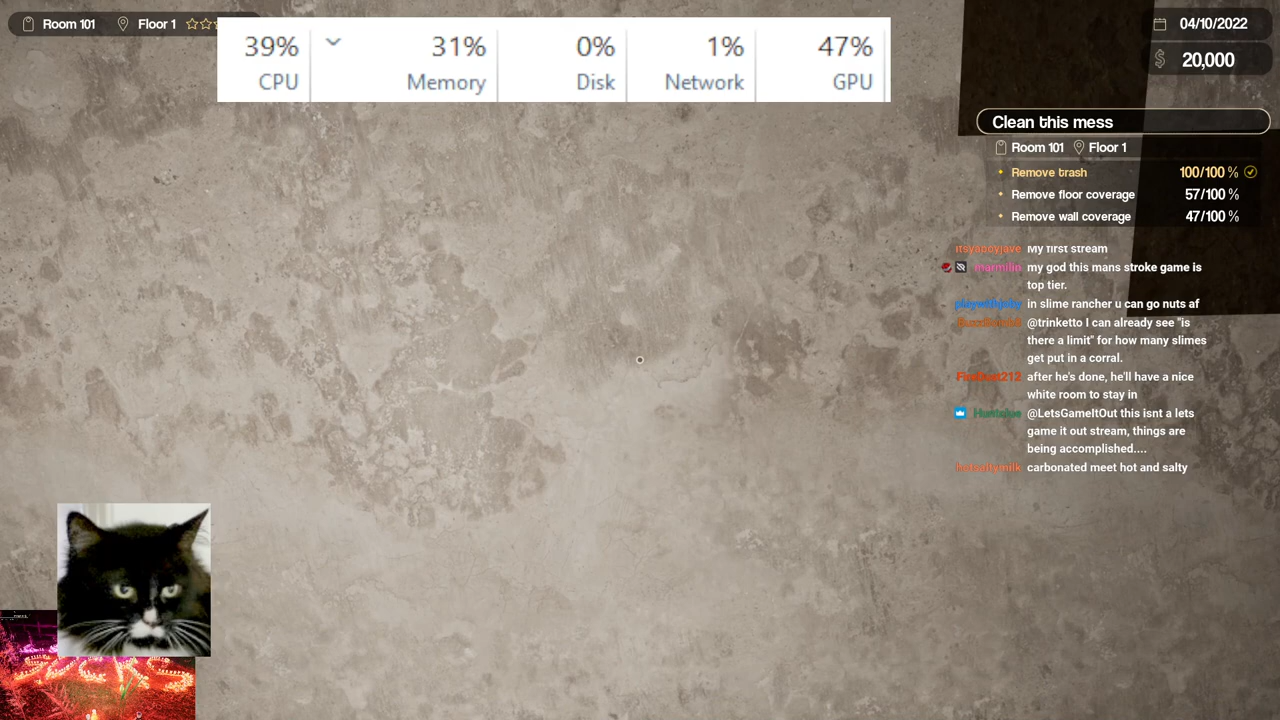 Room 101 Floor 1
39% 31% 0% 1% 47%
CPU Memory Disk Network GPU
04/10/2022
20,000
Clean this mess
Room 101 Floor 1
Remove trash 100/100 %
Remove floor coverage 57/100 %
Remove wall coverage 47/100 %
My first stream
my god this mans stroke game is
top tier.
in slime rancher u can go nuts af
@trinketto I can already see "is
there a limit" for how many slimes
get put in a corral.
after he's done, he'll have a nice
white room to stay in
@LetsGameItOut this isnt a lets
game it out stream, things are
being accomplished....
carbonated meet hot and salty